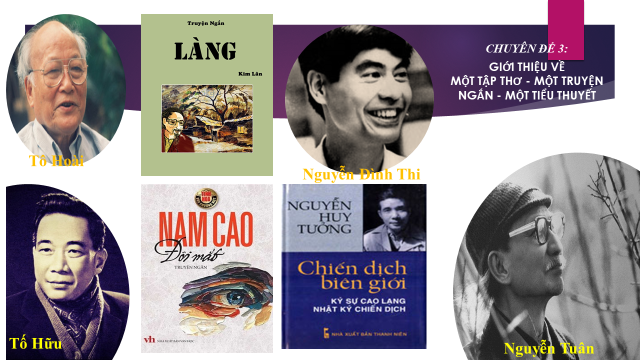 Truyện Ngắn
LÀNG
Kim Lân
CHUYÊN ĐỀ 3:
GIỚI THIỆU VỀ
MỘT TẬP THƠ - MỘT TRUYỆN
NGẮN - MỘT TIỂU THUYẾT
Tô Hoài
Nguyễn Đình Thi
NAM CAO
Đôi mắt
TRUYỆN NGẮN
vh
NGUYỄN
HUY
TƯỞNG
Chiến dịch
biên giới
KÝ SỰ CAO LẠNG
NHẬT KÝ CHIẾN DỊCH
NHÀ XUẤT BẢN THANH NIÊN
Tố Hữu
Nguyễn Tuân